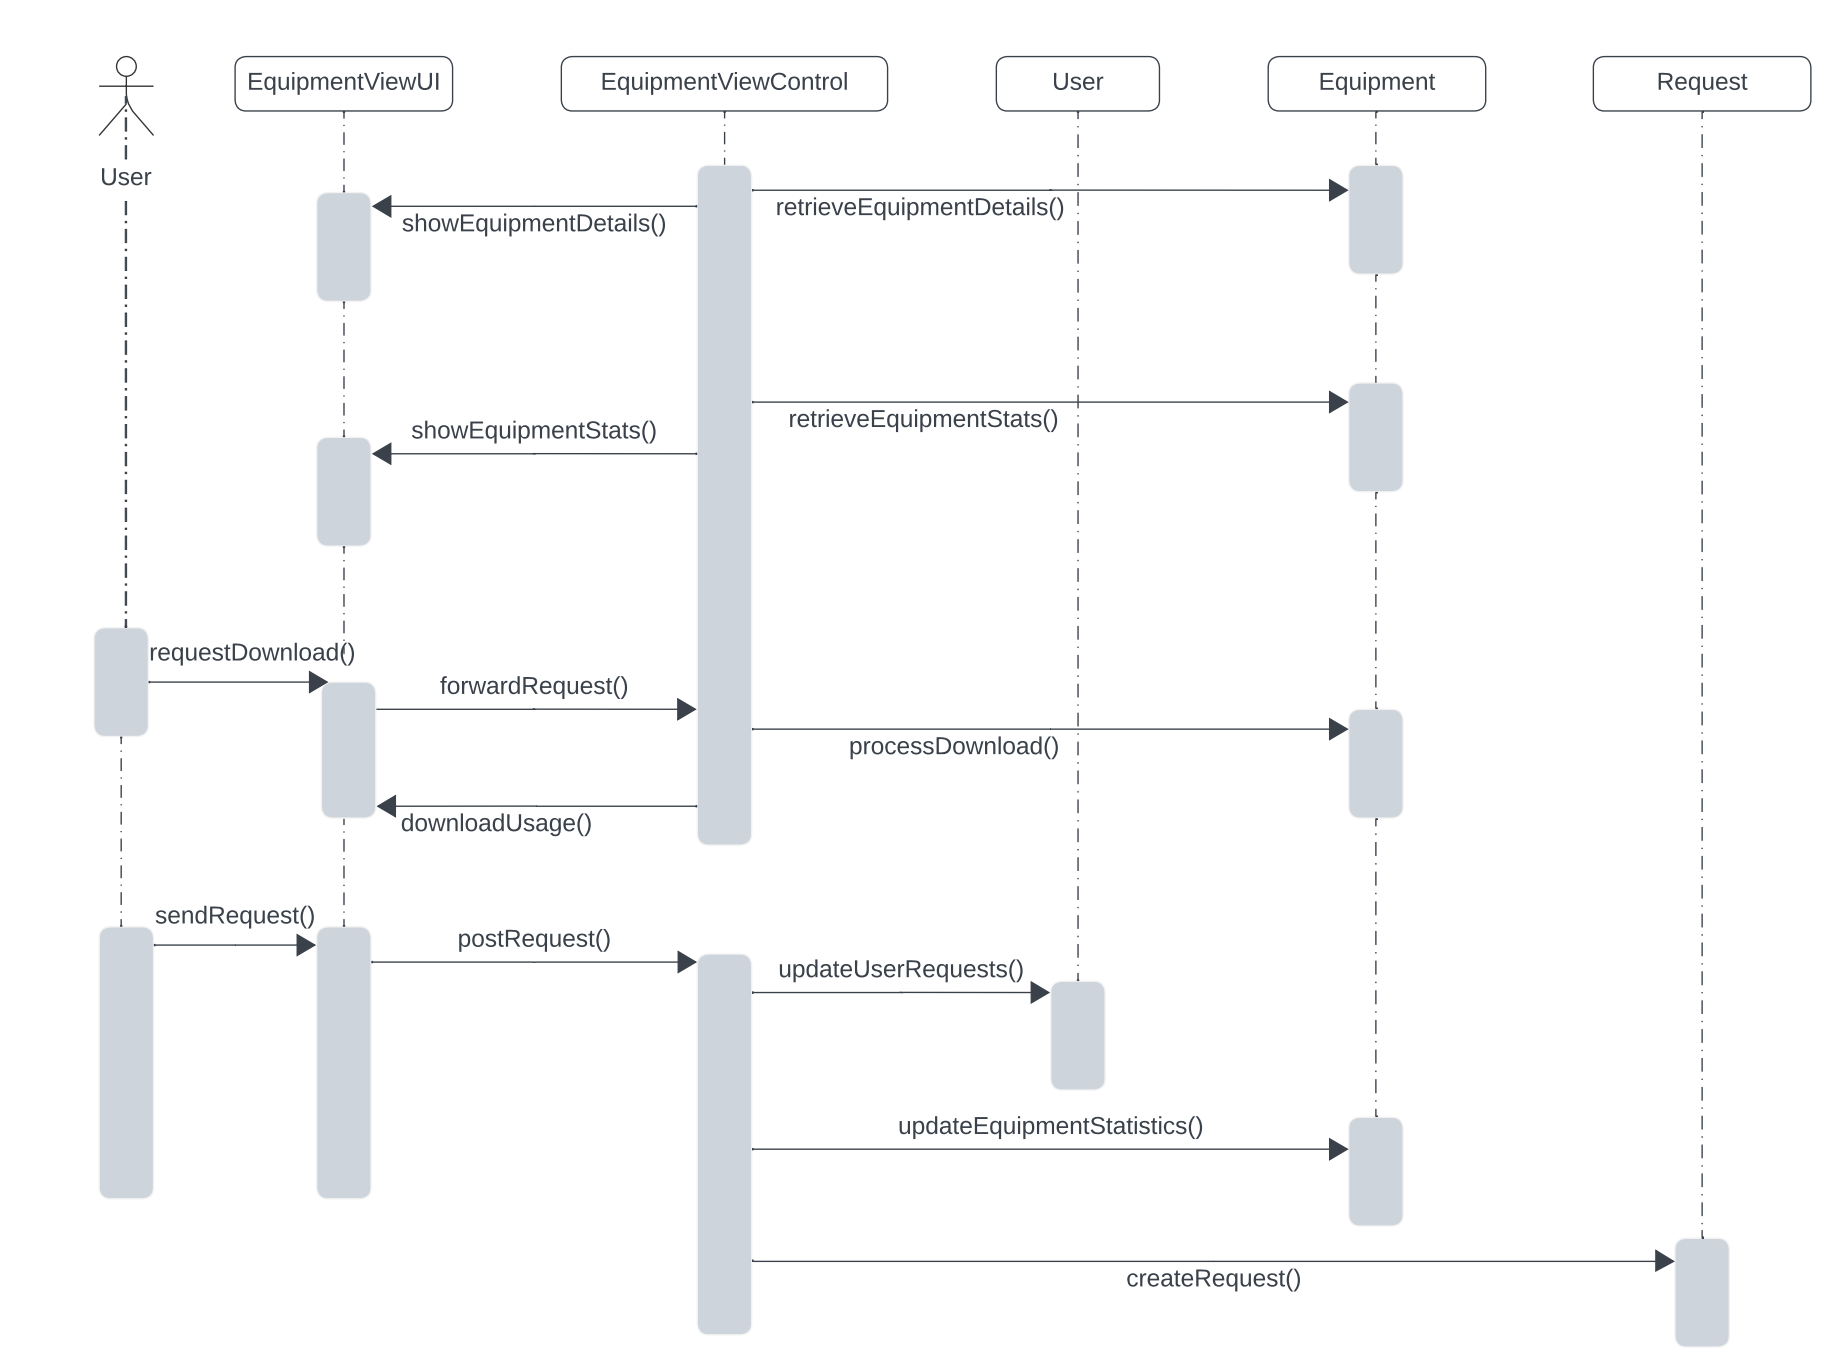 EquipmentViewUI
EquipmentViewControl
User
Equipment
Request
User
retrieveEquipmentDetails()
showEquipmentDetails()
retrieveEquipmentStats()
showEquipmentStats()
requestDownload()
forwardRequest()
processDownload()
downloadUsage()
sendRequest()
postRequest()
updateUserRequests()
updateEquipmentStatistics()
createRequest()